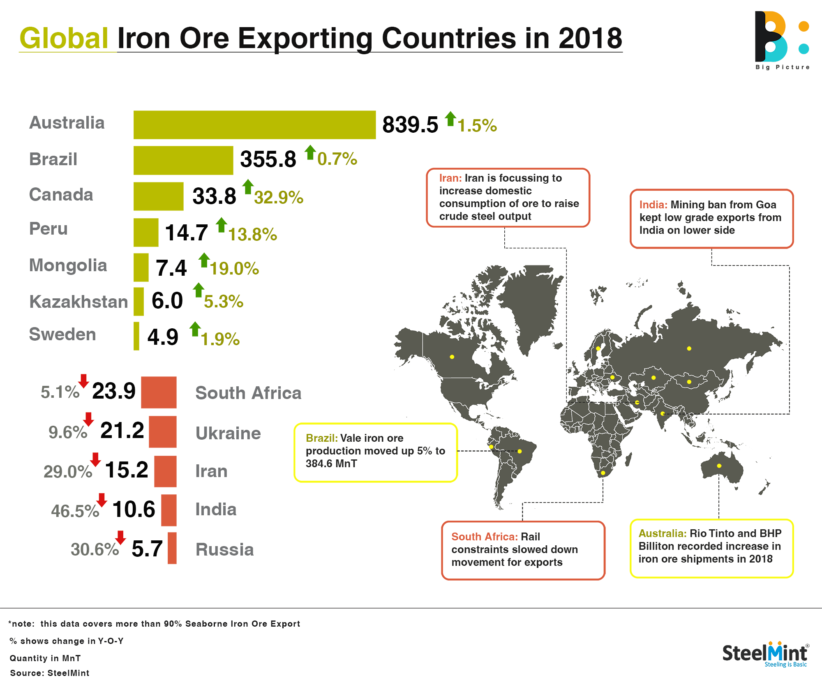 Global Iron Ore Exporting Countries in 2018
Big Picture
Australia 839.5 1.5%
Brazil 355.8 0.7%
Canada 33.8 32.9%
Peru 14.7 13.8%
Mongolia 7.4 19.0%
Kazakhstan 6.0 5.3%
Sweden 4.9 1.9%
5.1% 23.9 South Africa
9.6% 21.2 Ukraine
29.0% 15.2 Iran
46.5% 10.6 India
30.6% 5.7 Russia
Iran: Iran is focussing to
increase domestic
consumption of ore to raise
crude steel output
India: Mining ban from Goa
kept low grade exports from
India on lower side
Brazil: Vale iron ore
production moved up 5% to
384.6 MnT
South Africa: Rail
constraints slowed down
movement for exports
Australia: Rio Tinto and BHP
Billiton recorded increase in
iron ore shipments in 2018
*note: this data covers more than 90% Seaborne Iron Ore Export
% shows change in Y-O-Y
Quantity in MnT
Source: SteelMint
SteelMint
Steeling is Basic